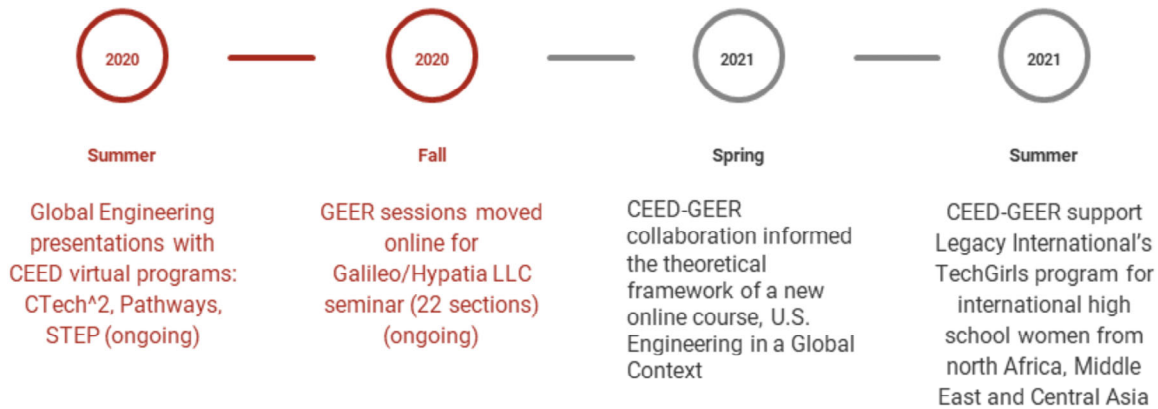 2020
2020
2021
2021
Summer
Fall
Spring
Summer
Global Engineering
presentations with
CEED virtual programs:
CTech^2, Pathways,
STEP (ongoing)
GEER sessions moved
online for
Galileo/Hypatia LLC
seminar (22 sections)
(ongoing)
CEED-GEER
collaboration informed
the theoretical
framework of a new
online course, U.S.
Engineering in a Global
Context
CEED-GEER support
Legacy International's
TechGirls program for
international high
school women from
north Africa, Middle
East and Central Asia